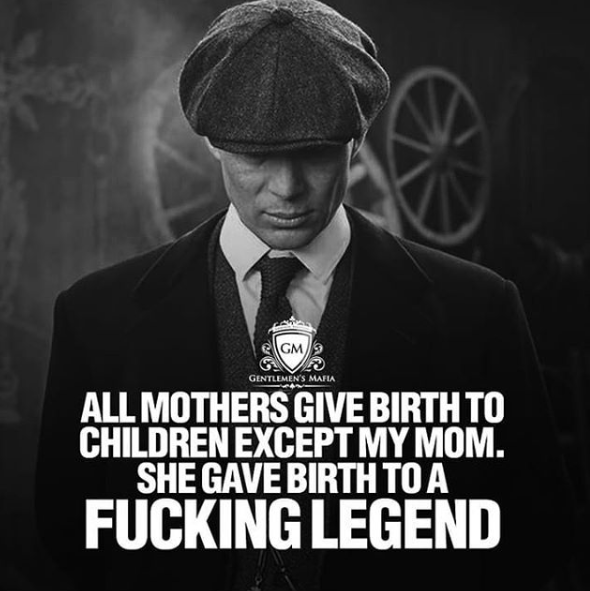 GM
GENTLEMEN'S MAFIA
ALL MOTHERS GIVE BIRTH TO
CHILDREN EXCEPT MY MOM.
SHE GAVE BIRTH TO A
FUCKING LEGEND